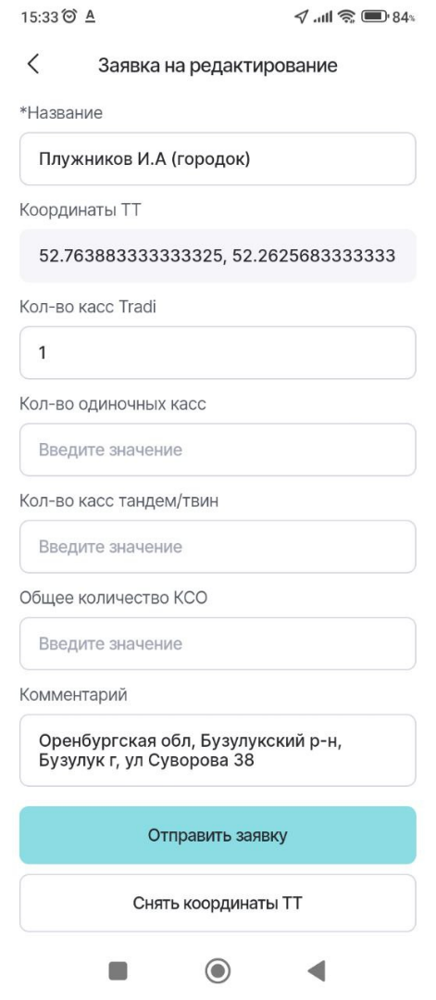 15:33 A 84%
Заявка на редактирование
*Название
Плужников И.А (городок)
Координаты ТТ
52.763883333333325, 52.2625683333333
Кол-во касс Tradi
1
Кол-во одиночных касс
Введите значение
Кол-во касс тандем/твин
Введите значение
Общее количество КСО
Введите значение
Комментарий
Оренбургская обл, Бузулукский р-н,
Бузулук г, ул Суворова 38
Отправить заявку
Снять координаты ТТ